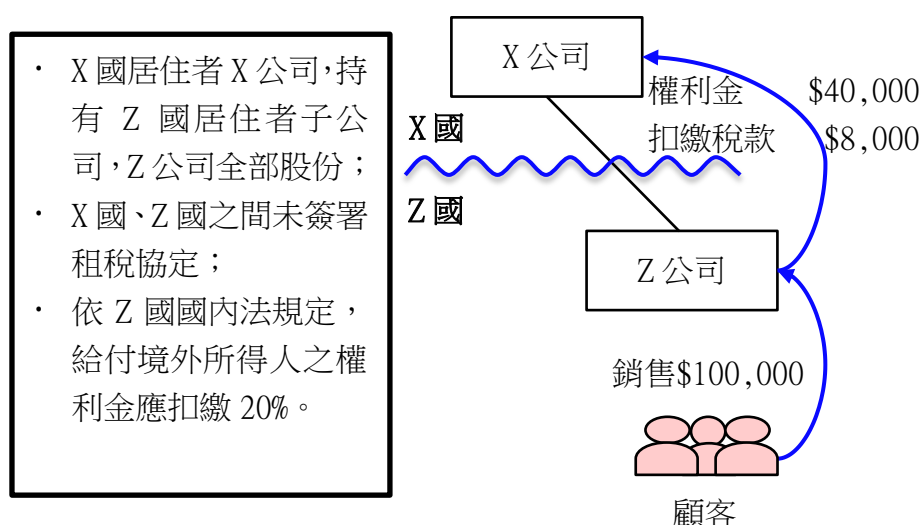 · X國居住者X公司,持
有 Z 國居住者子公
司,Z公司全部股份;
· X國、Z國之間未簽署
租稅協定;
· 依 Z 國國內法規定,
給付境外所得人之權
利金應扣繳 20%。
X公司
權利金 $40,000
扣繳稅款 $8,000
X國
Z國
Z公司
銷售$100,000
顧客